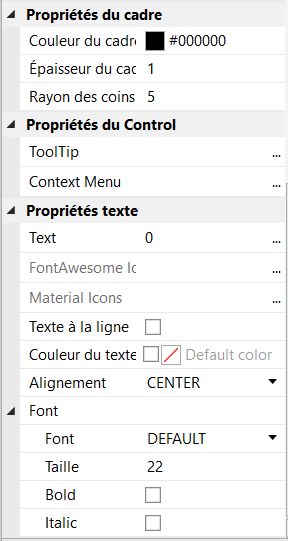 Propriétés du cadre
Couleur du cadre #000000
Épaisseur du cad 1
Rayon des coins 5
Propriétés du Control
ToolTip ...
Context Menu ...
Propriétés texte
Text 0 ...
FontAwesome Ic ...
Material Icons ...
Texte à la ligne
Couleur du texte Default color
Alignement CENTER
Font
Font DEFAULT
Taille 22
Bold
Italic